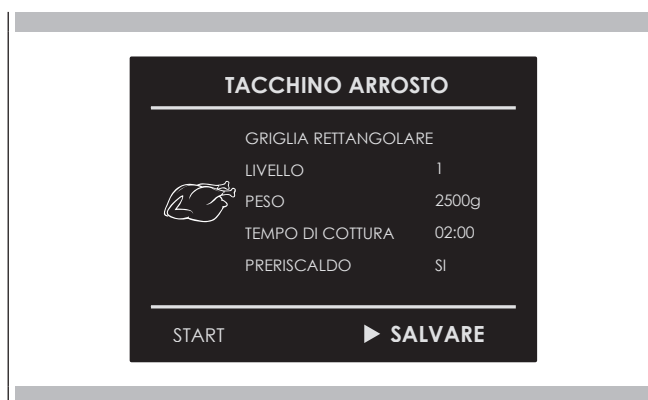 TACCHINO ARROSTO
GRIGLIA RETTANGOLARE
LIVELLO 1
PESO 2500g
TEMPO DI COTTURA 02:00
PRERISCALDO SI
START ▶ SALVARE